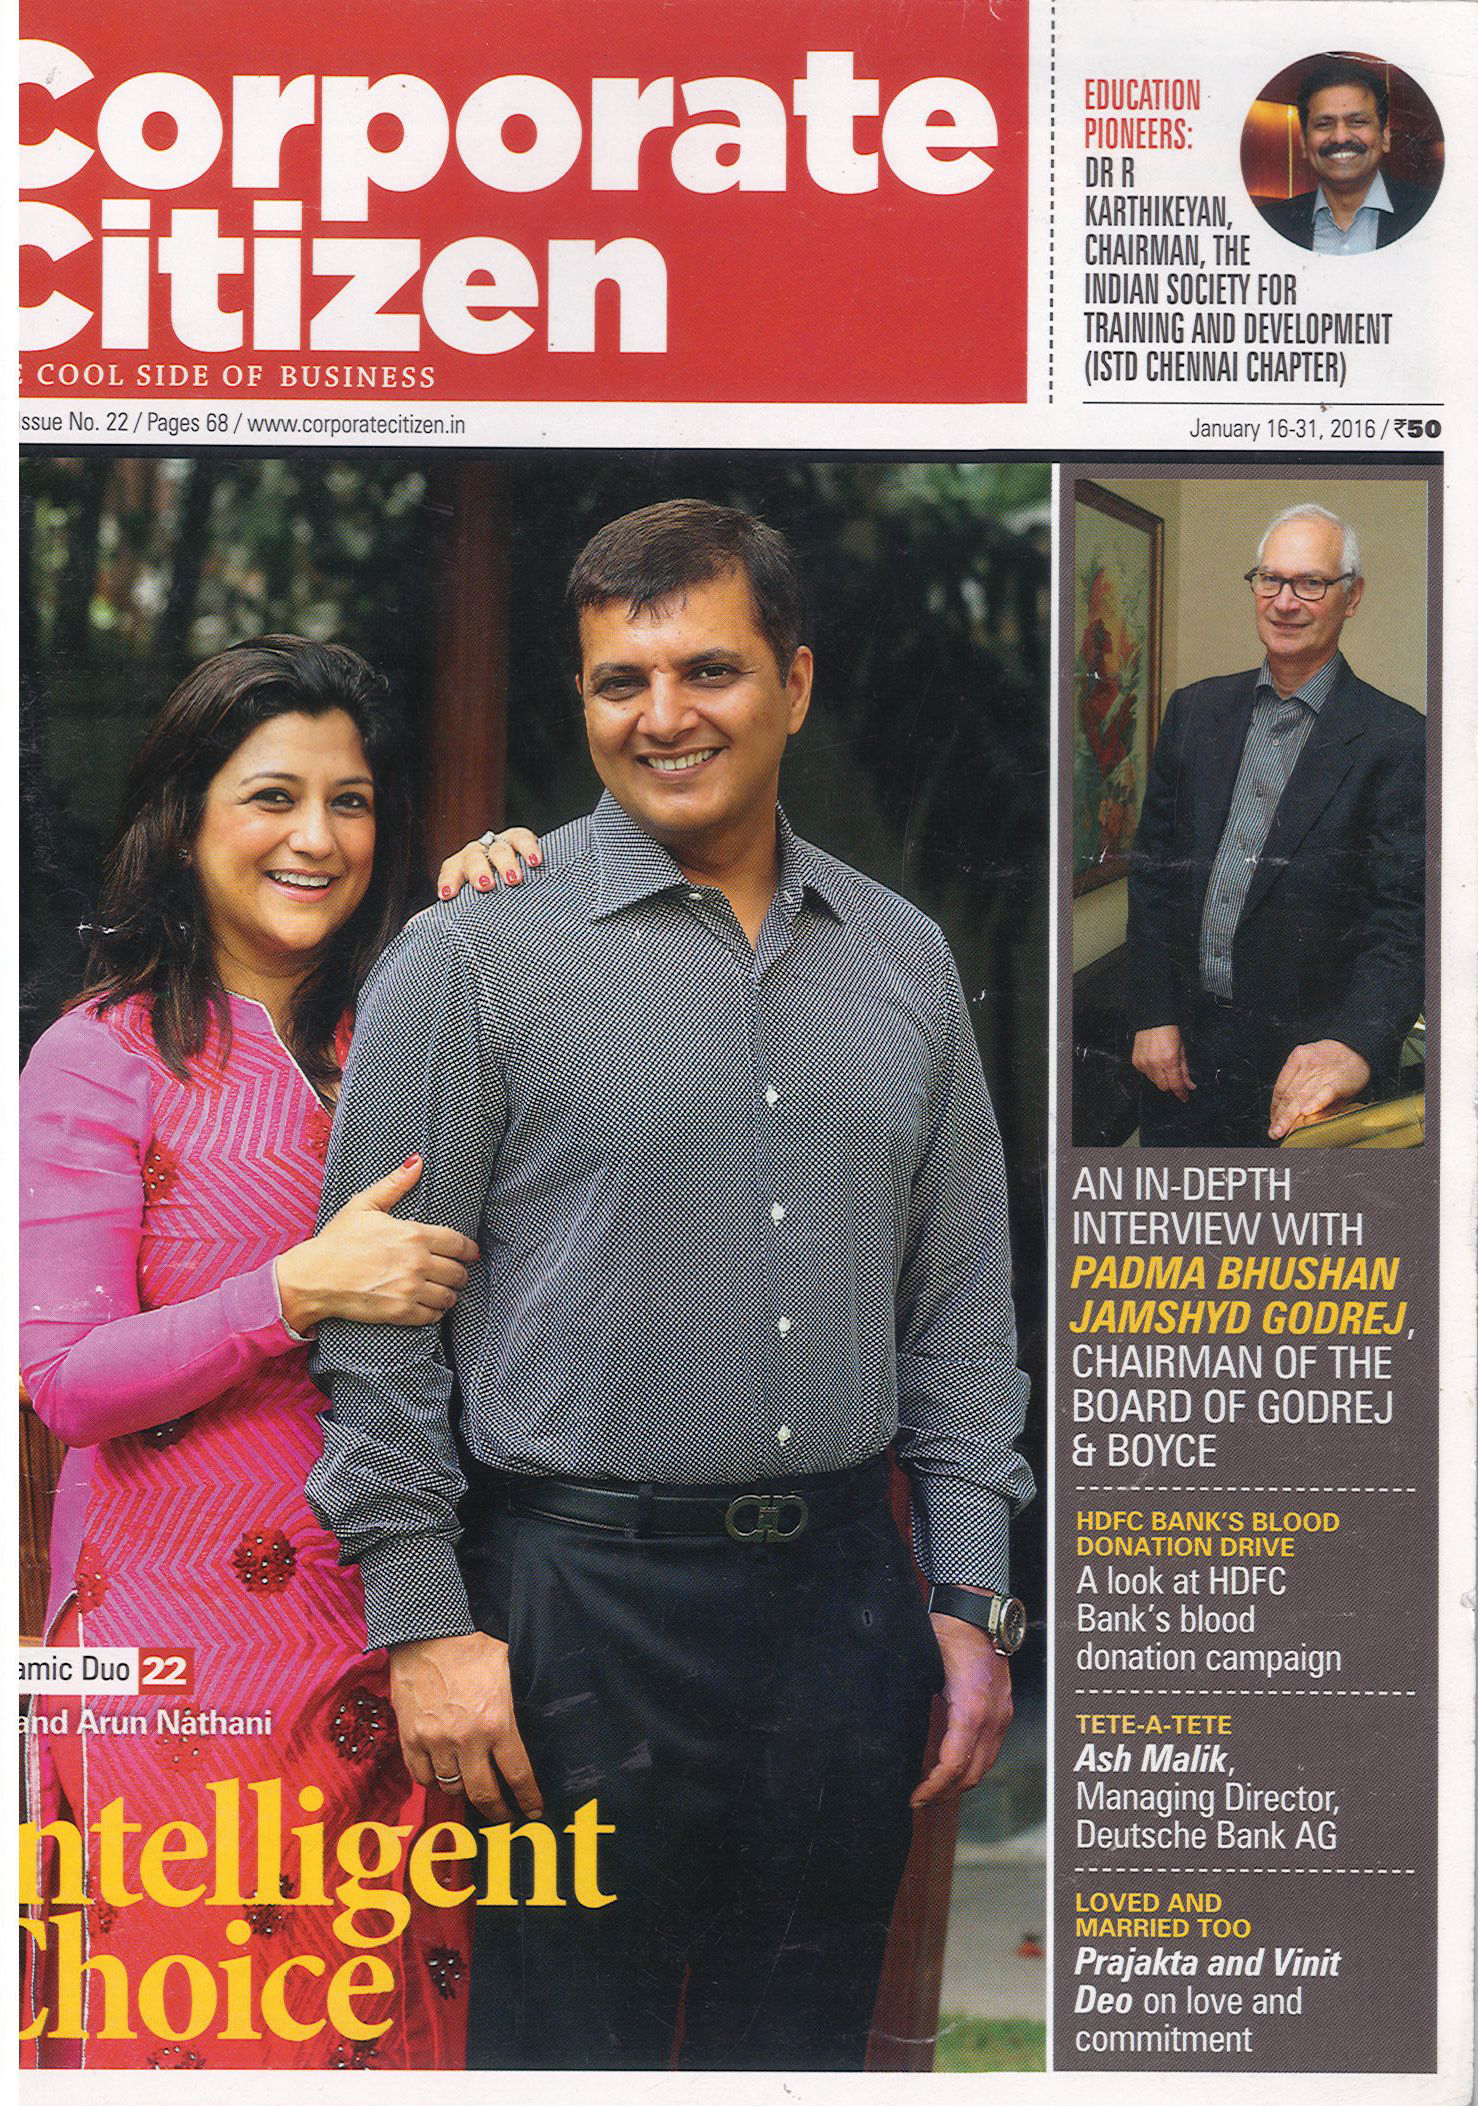 Corporate
Citizen
COOL SIDE OF BUSINESS
Issue No. 22 / Pages 68 / www.corporatecitizen.in
EDUCATION
PIONEERS:
DR R
KARTHIKEYAN,
CHAIRMAN, THE
INDIAN SOCIETY FOR
TRAINING AND DEVELOPMENT
(ISTD CHENNAI CHAPTER)
January 16-31, 2016 / ₹50
amic Duo 22
and Arun Nathani
ntelligent
Choice
AN IN-DEPTH
INTERVIEW WITH
PADMA BHUSHAN
JAMSHYD GODREJ,
CHAIRMAN OF THE
BOARD OF GODREJ
& BOYCE
HDFC BANK'S BLOOD
DONATION DRIVE
A look at HDFC
Bank's blood
donation campaign
TETE-A-TETE
Ash Malik,
Managing Director,
Deutsche Bank AG
LOVED AND
MARRIED TOO
Prajakta and Vinit
Deo on love and
commitment